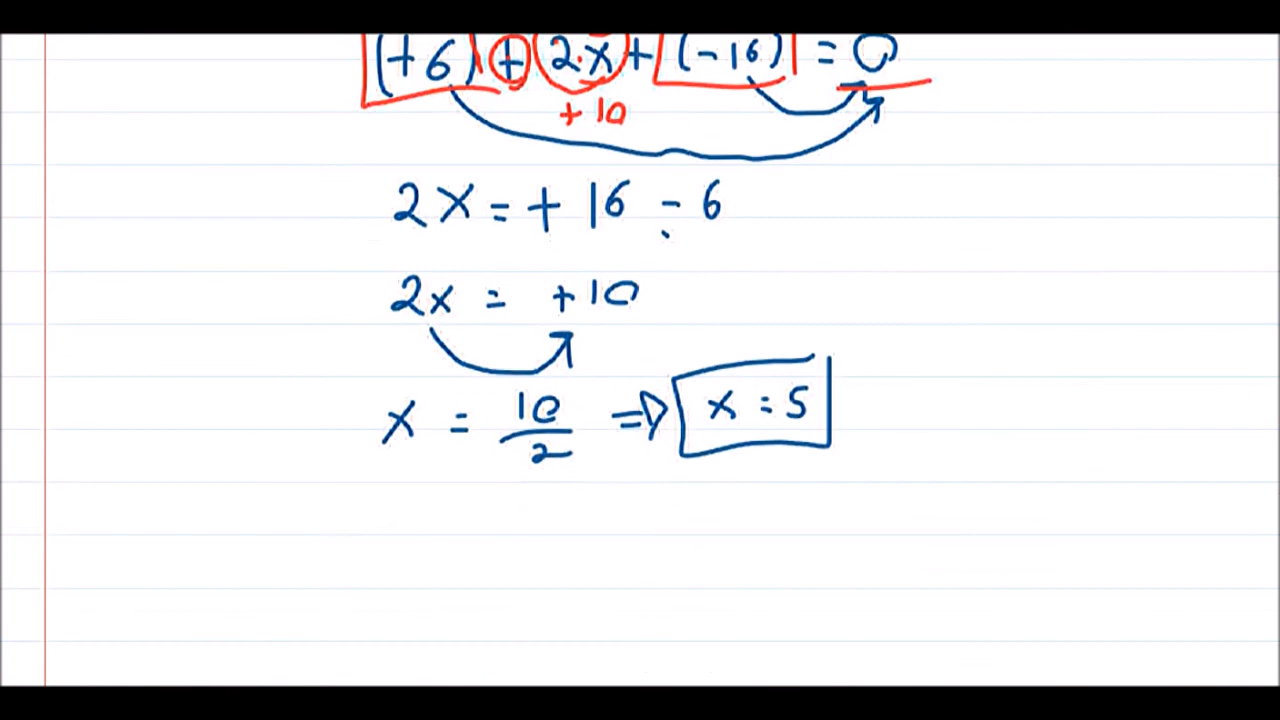 (+6) + 2·x + (-16) = 0
+10
2x = + 16 - 6
2x = +10
x = 10/2 ⇒ x = 5